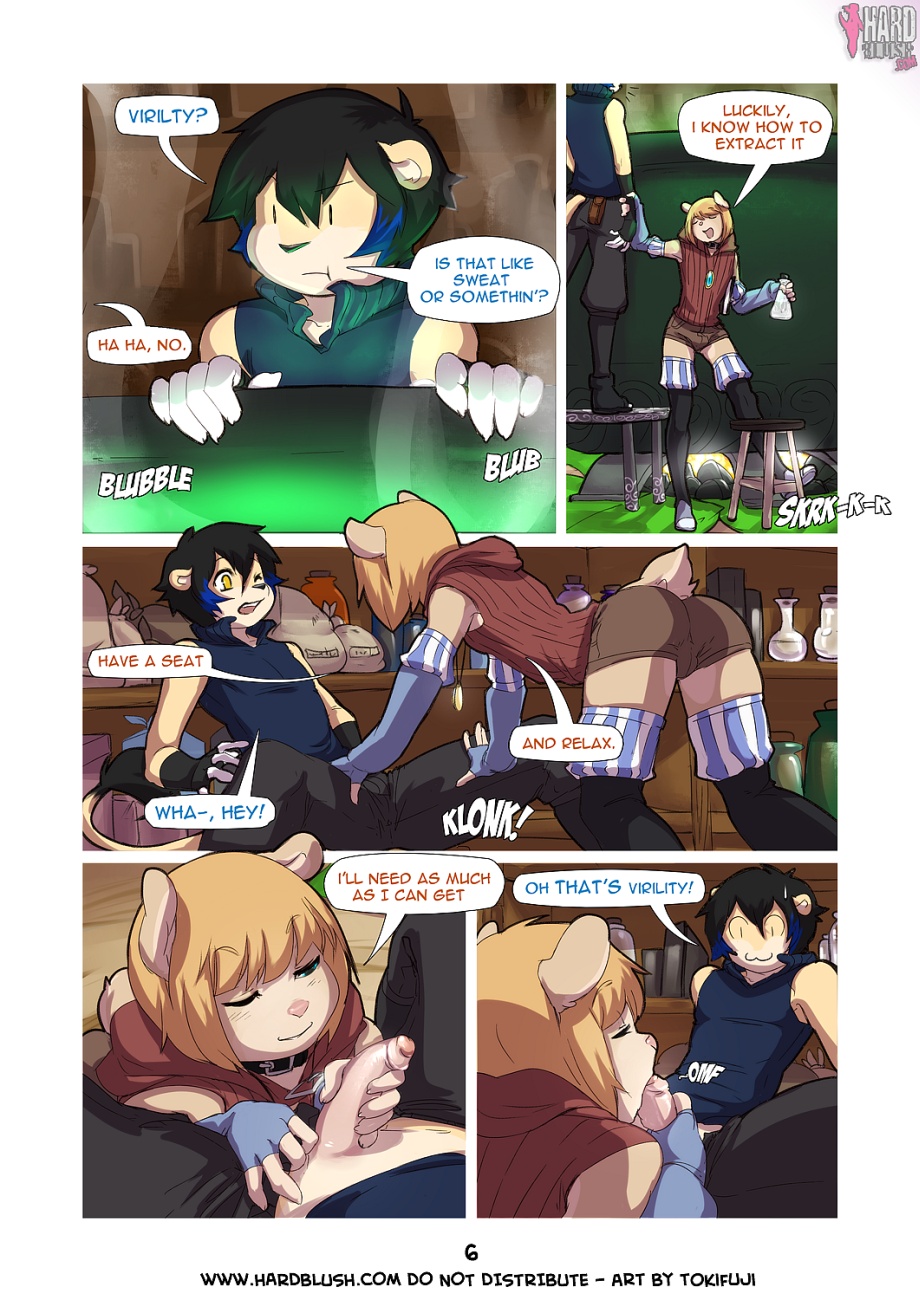 HARD
BLUSH
.COM
VIRILTY?
IS THAT LIKE
SWEAT
OR SOMETHIN'?
HA HA, NO.
BLUBBLE
BLUB
LUCKILY,
I KNOW HOW TO
EXTRACT IT
SKRK-K-K
HAVE A SEAT
AND RELAX.
WHA-, HEY!
KLONK!
I'LL NEED AS MUCH
AS I CAN GET
OH THAT'S VIRILITY!
~OMF
6
WWW.HARDBLUSH.COM DO NOT DISTRIBUTE - ART BY TOKIFUJI